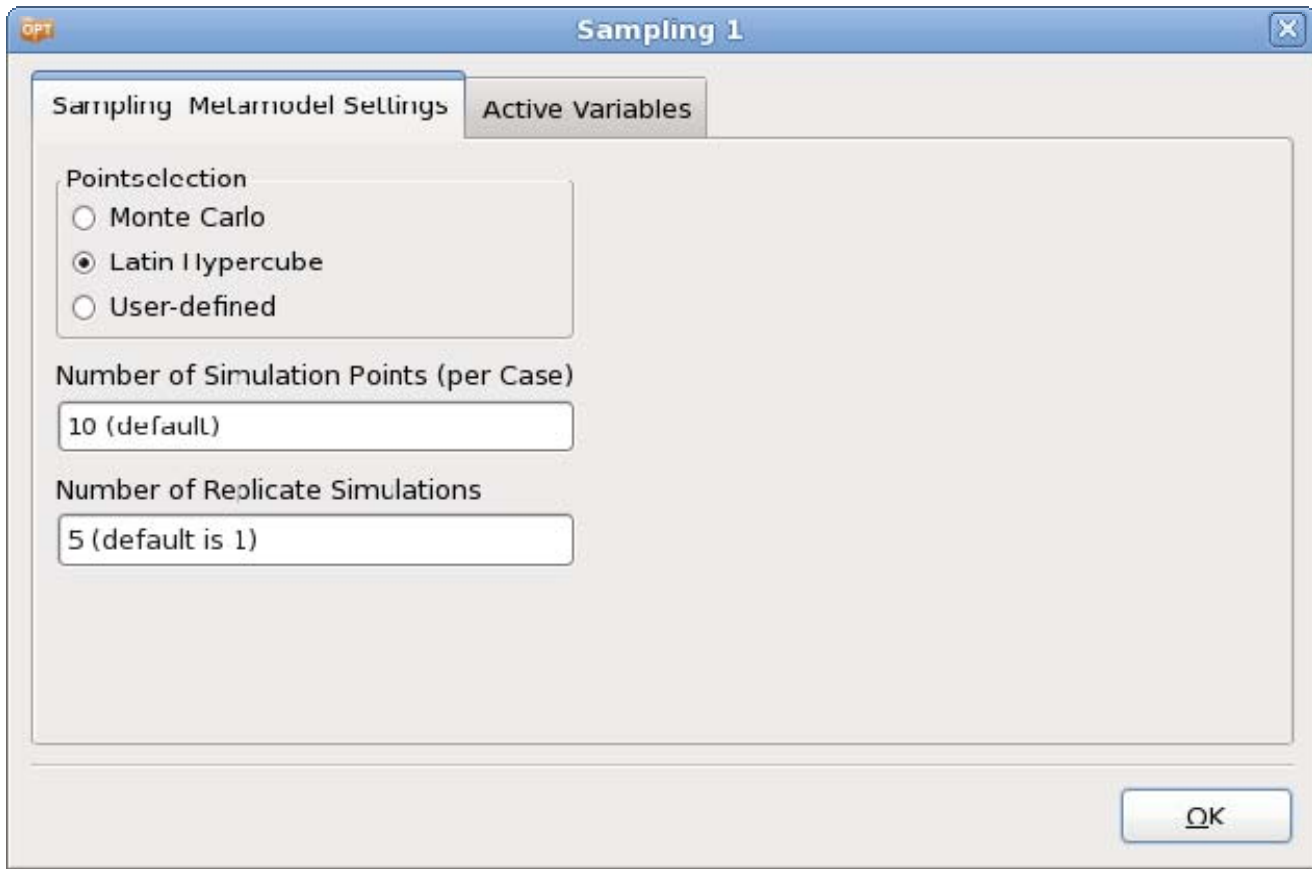 OPT
Sampling 1
Sampling Metamodel Settings
Active Variables
Pointselection
Monte Carlo
Latin Hypercube
User-defined
Number of Simulation Points (per Case)
10 (default)
Number of Replicate Simulations
5 (default is 1)
OK